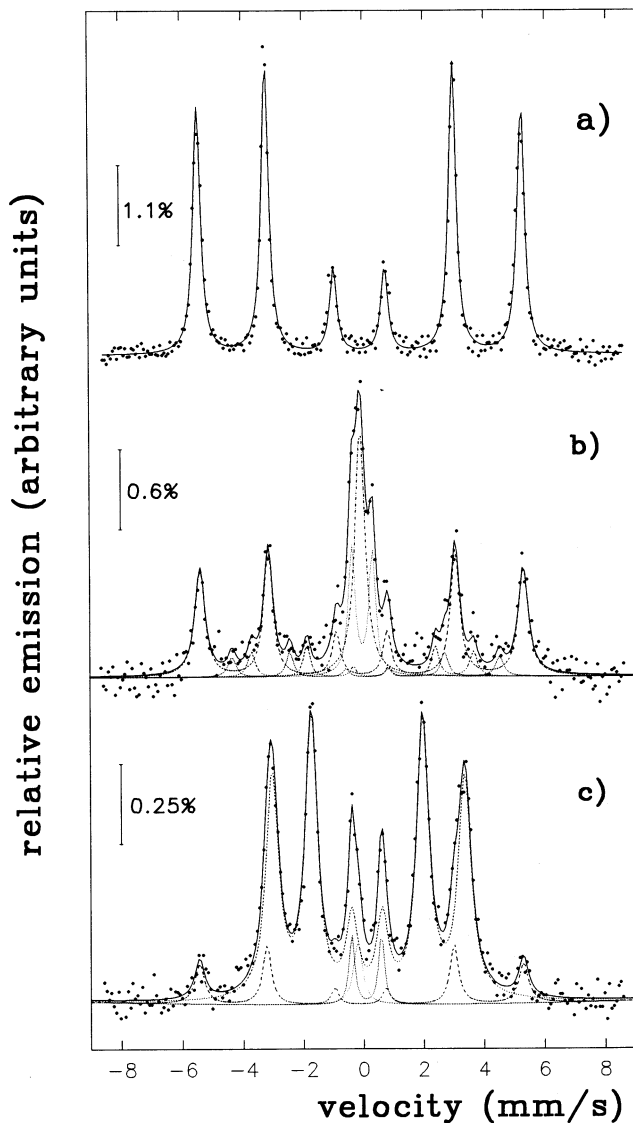 a)
1.1%
b)
0.6%
c)
0.25%
relative emission (arbitrary units)
−8 −6 −4 −2 0 2 4 6 8
velocity (mm/s)